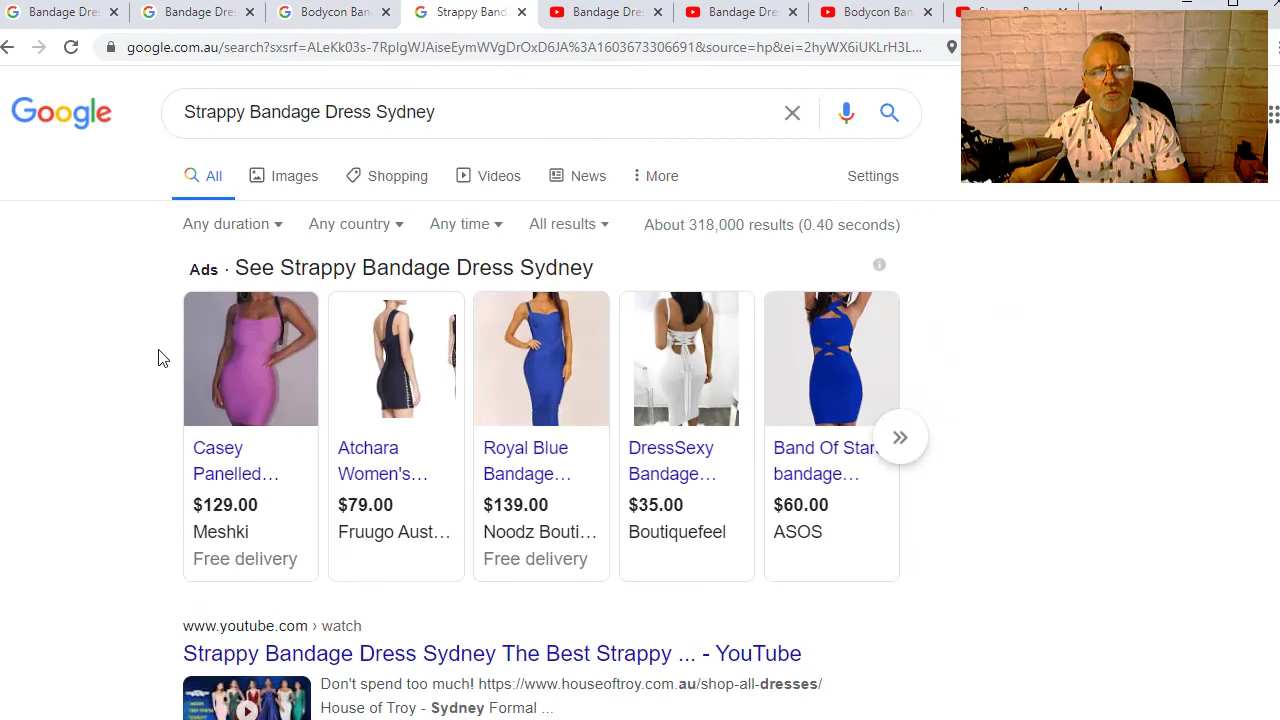 Bandage Dre
Bandage Dre
Bodycon Ban
Strappy Band
Bandage Dre
Bandage Dre
Bodycon Ban
google.com.au/search?sxsrf=ALeKk03s-7RplgWJAiseEymWVgDrOxD6JA%3A1603673306691&source=hp&ei=2hyWX6iUKLrH3L...
Google
Strappy Bandage Dress Sydney
All
Images
Shopping
Videos
News
More
Settings
Any duration
Any country
Any time
All results
About 318,000 results (0.40 seconds)
Ads · See Strappy Bandage Dress Sydney
Casey
Panelled...
$129.00
Meshki
Free delivery
Atchara
Women's...
$79.00
Fruugo Aust...
Royal Blue
Bandage...
$139.00
Noodz Bouti...
Free delivery
DressSexy
Bandage...
$35.00
Boutiquefeel
Band Of Star
bandage...
$60.00
ASOS
www.youtube.com › watch
Strappy Bandage Dress Sydney The Best Strappy ... - YouTube
Don't spend too much! https://www.houseoftroy.com.au/shop-all-dresses/
House of Troy - Sydney Formal ...